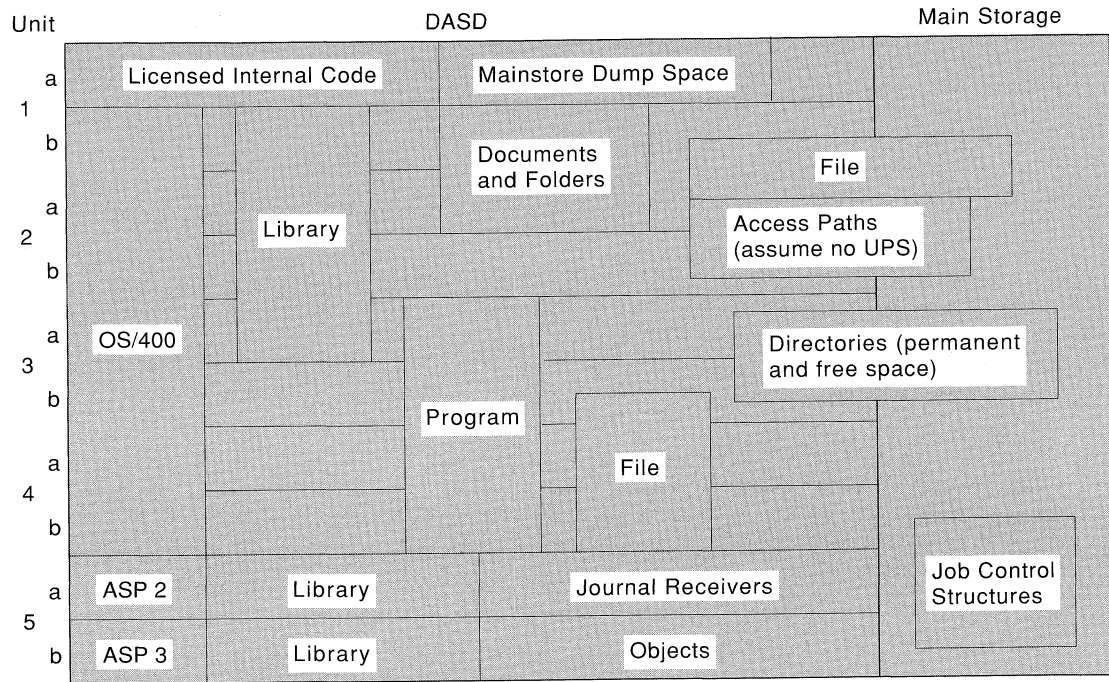 Unit
DASD
Main Storage
a
Licensed Internal Code
Mainstore Dump Space
1
b
Documents
and Folders
File
a
2
Library
Access Paths
(assume no UPS)
b
a
OS/400
Directories (permanent
and free space)
3
b
Program
a
File
4
b
Job Control
Structures
a
ASP 2
Library
Journal Receivers
5
b
ASP 3
Library
Objects